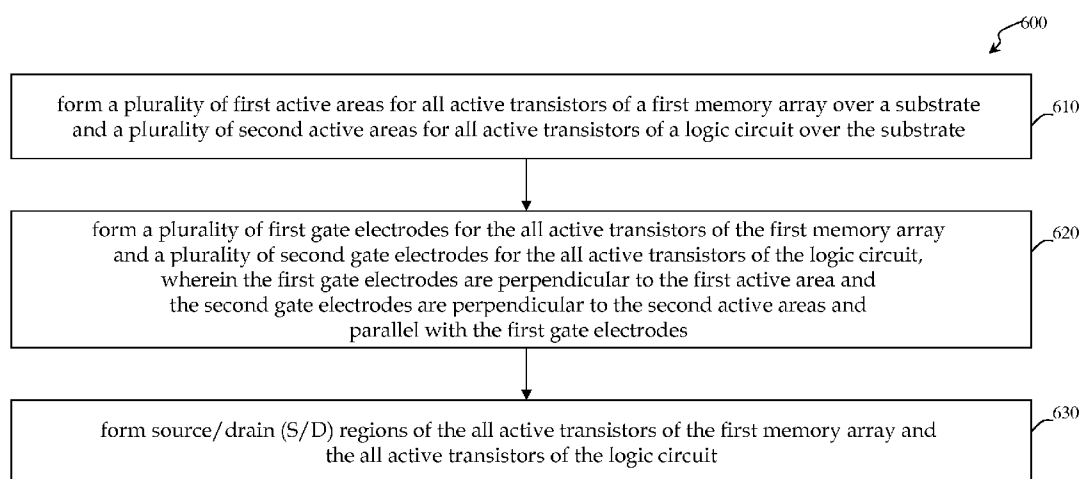 600
form a plurality of first active areas for all active transistors of a first memory array over a substrate
and a plurality of second active areas for all active transistors of a logic circuit over the substrate
610
form a plurality of first gate electrodes for the all active transistors of the first memory array
and a plurality of second gate electrodes for the all active transistors of the logic circuit,
wherein the first gate electrodes are perpendicular to the first active area and
the second gate electrodes are perpendicular to the second active areas and
parallel with the first gate electrodes
620
form source/drain (S/D) regions of the all active transistors of the first memory array and
the all active transistors of the logic circuit
630